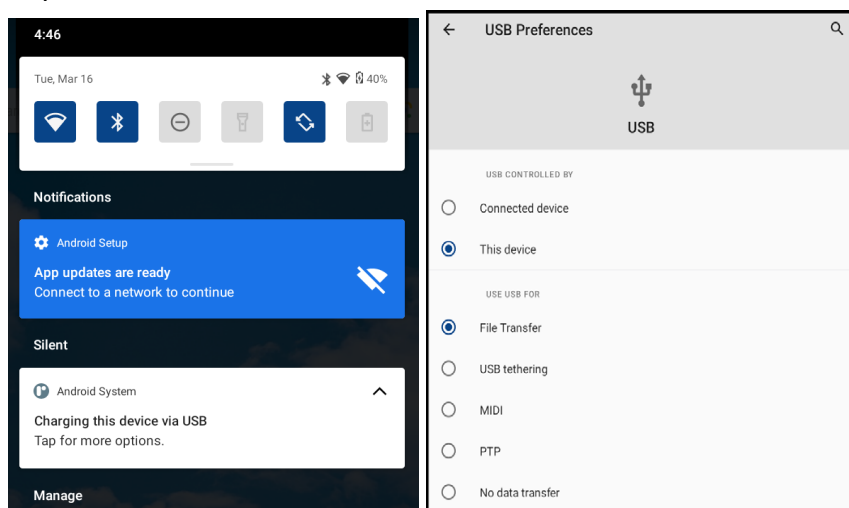 4:46
Tue, Mar 16
40%
Notifications
Android Setup
App updates are ready
Connect to a network to continue
Silent
Android System
Charging this device via USB
Tap for more options.
Manage
USB Preferences
USB
USB CONTROLLED BY
Connected device
This device
USE USB FOR
File Transfer
USB tethering
MIDI
PTP
No data transfer